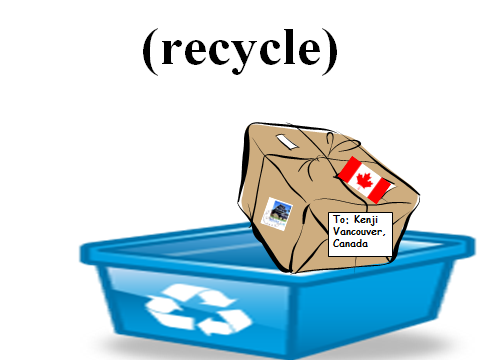 (recycle)
To: Kenji
Vancouver,
Canada